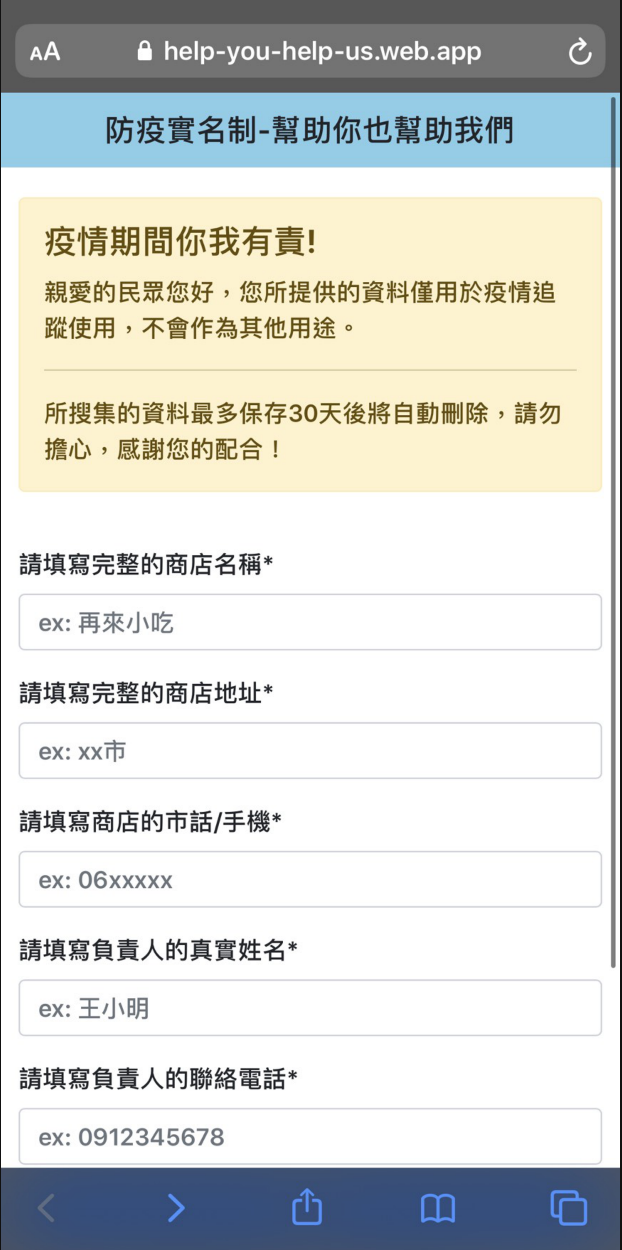 AA help-you-help-us.web.app
防疫實名制-幫助你也幫助我們
疫情期間你我有責!
親愛的民眾您好，您所提供的資料僅用於疫情追
蹤使用，不會作為其他用途。
所搜集的資料最多保存30天後將自動刪除，請勿
擔心，感謝您的配合！
請填寫完整的商店名稱*
ex: 再來小吃
請填寫完整的商店地址*
ex: xx市
請填寫商店的市話/手機*
ex: 06xxxxx
請填寫負責人的真實姓名*
ex: 王小明
請填寫負責人的聯絡電話*
ex: 0912345678